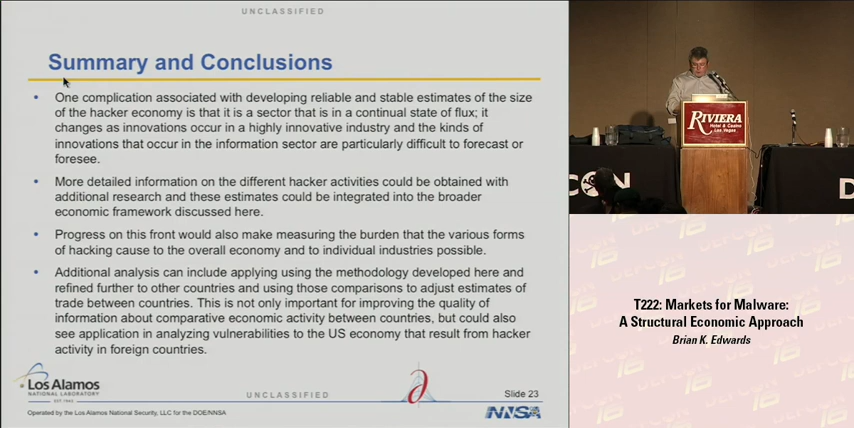 UNCLASSIFIED
Summary and Conclusions
• One complication associated with developing reliable and stable estimates of the size
of the hacker economy is that it is a sector that is in a continual state of flux; it
changes as innovations occur in a highly innovative industry and the kinds of
innovations that occur in the information sector are particularly difficult to forecast or
foresee.
• More detailed information on the different hacker activities could be obtained with
additional research and these estimates could be integrated into the broader
economic framework discussed here.
• Progress on this front would also make measuring the burden that the various forms
of hacking cause to the overall economy and to individual industries possible.
• Additional analysis can include applying using the methodology developed here and
refined further to other countries and using those comparisons to adjust estimates of
trade between countries. This is not only important for improving the quality of
information about comparative economic activity between countries, but could also
see application in analyzing vulnerabilities to the US economy that result from hacker
activity in foreign countries.
Los Alamos
NATIONAL LABORATORY
EST. 1943
UNCLASSIFIED
Slide 23
Operated by the Los Alamos National Security, LLC for the DOE/NNSA
NNSA
RIVIERA
Hotel & Casino
Las Vegas
CON
D
T222: Markets for Malware:
A Structural Economic Approach
Brian K. Edwards